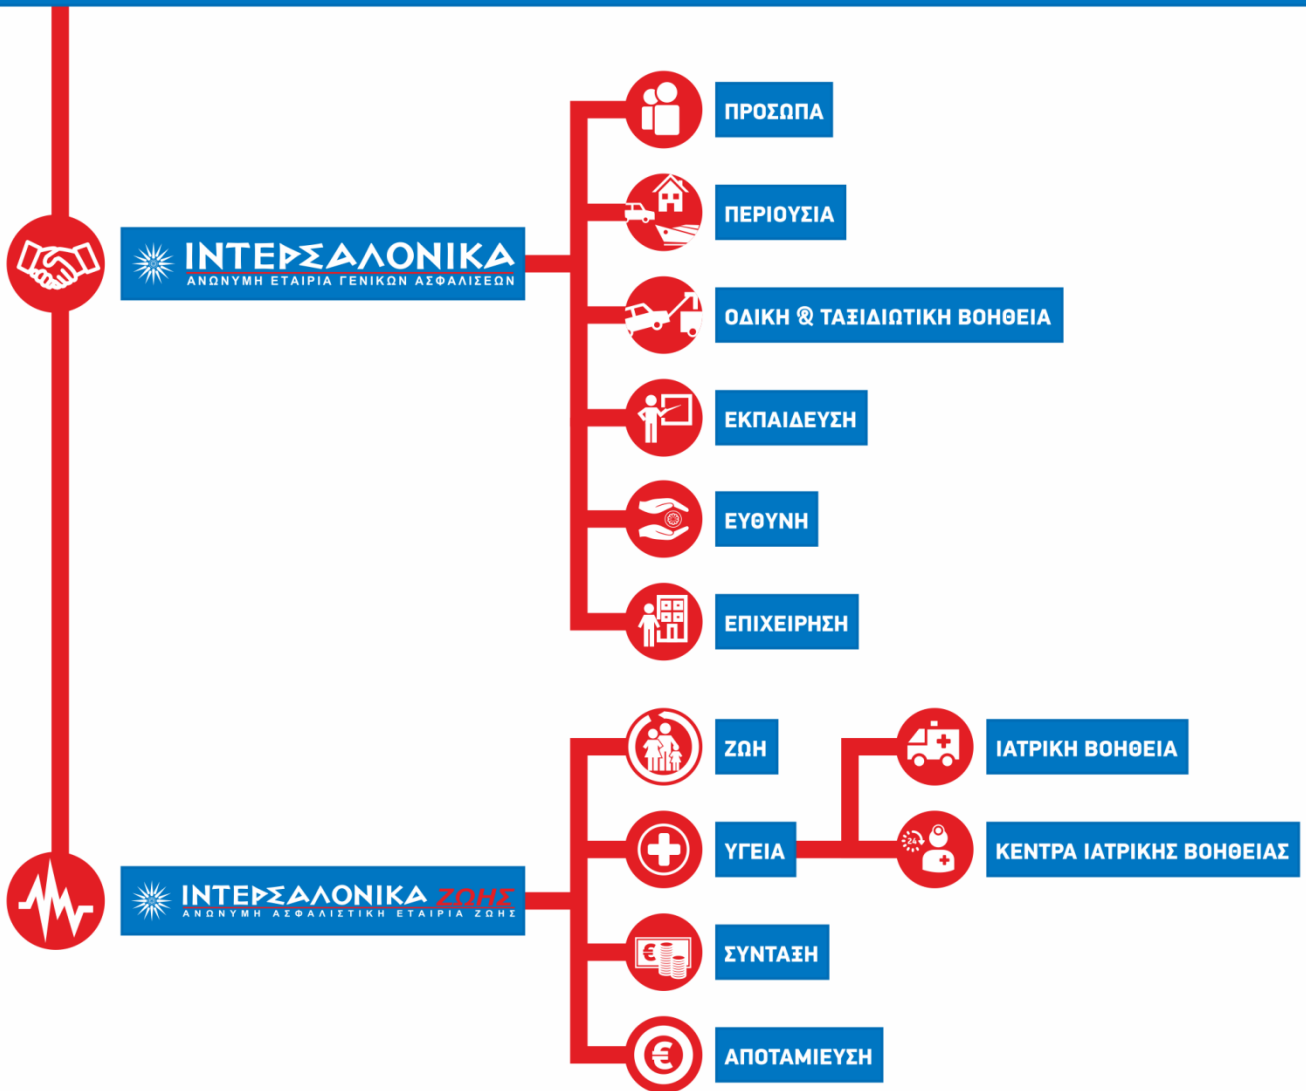 ΠΡΟΣΩΠΑ
ΠΕΡΙΟΥΣΙΑ
ΙΝΤΕΡΣΑΛΟΝΙΚΑ
ΑΝΩΝΥΜΗ ΕΤΑΙΡΙΑ ΓΕΝΙΚΩΝ ΑΣΦΑΛΙΣΕΩΝ
ΟΔΙΚΗ & ΤΑΞΙΔΙΩΤΙΚΗ ΒΟΗΘΕΙΑ
ΕΚΠΑΙΔΕΥΣΗ
ΕΥΘΥΝΗ
ΕΠΙΧΕΙΡΗΣΗ
ΖΩΗ
ΙΑΤΡΙΚΗ ΒΟΗΘΕΙΑ
ΥΓΕΙΑ
24
ΚΕΝΤΡΑ ΙΑΤΡΙΚΗΣ ΒΟΗΘΕΙΑΣ
ΙΝΤΕΡΣΑΛΟΝΙΚΑ ΖΩΗΣ
ΑΝΩΝΥΜΗ ΑΣΦΑΛΙΣΤΙΚΗ ΕΤΑΙΡΙΑ ΖΩΗΣ
€
ΣΥΝΤΑΞΗ
€
ΑΠΟΤΑΜΙΕΥΣΗ